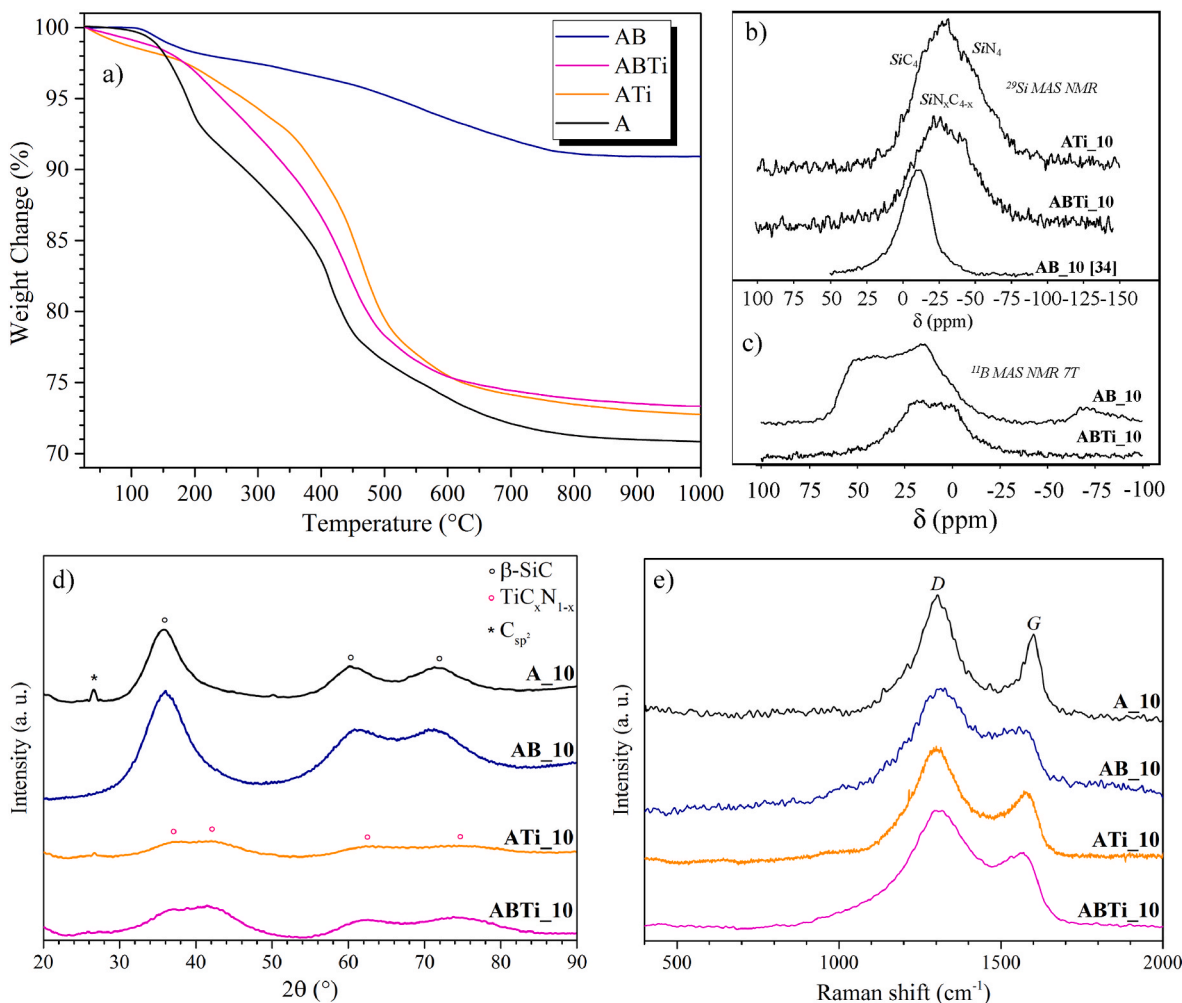 a)
AB
ABTi
ATi
A
100
95
90
85
80
75
70
Weight Change (%)
100 200 300 400 500 600 700 800 900 1000
Temperature (°C)
b)
SiC₄
SiN₄
SiNₓC₄₋ₓ
²⁹Si MAS NMR
ATi_10
ABTi_10
AB_10 [34]
100 75 50 25 0 -25 -50 -75 -100 -125 -150
δ (ppm)
c)
¹¹B MAS NMR 7T
AB_10
ABTi_10
100 75 50 25 0 -25 -50 -75 -100
δ (ppm)
d)
β-SiC
TiCₓN₁₋ₓ
* C sp²
*
A_10
AB_10
ATi_10
ABTi_10
Intensity (a. u.)
20 30 40 50 60 70 80 90
2θ (°)
e)
D
G
A_10
AB_10
ATi_10
ABTi_10
Intensity (a. u.)
500 1000 1500 2000
Raman shift (cm⁻¹)